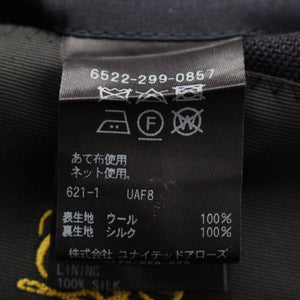 6522-299-0857
あて布使用
ネット使用。
621-1 UAF8
表生地 ウール 100%
裏生地 シルク 100%
株式会社 ユナイテッドアローズ
LINING
100% SILK